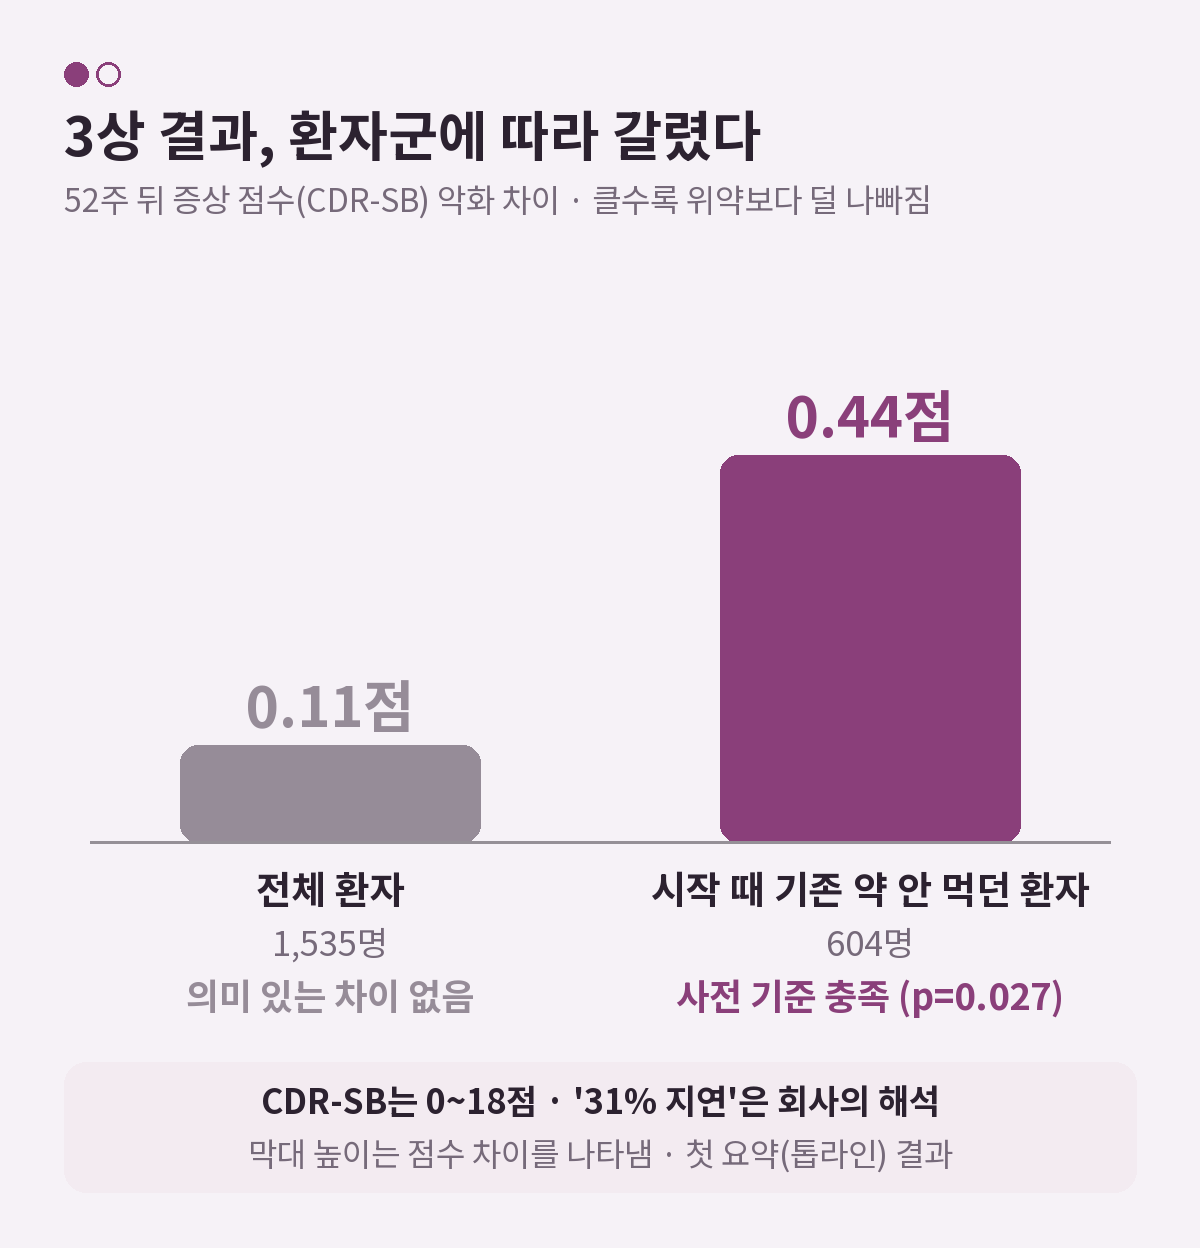 3상 결과, 환자군에 따라 갈렸다
52주 뒤 증상 점수(CDR-SB) 악화 차이 · 클수록 위약보다 덜 나빠짐
0.44점
0.11점
전체 환자
1,535명
의미 있는 차이 없음
시작 때 기존 약 안 먹던 환자
604명
사전 기준 충족 (p=0.027)
CDR-SB는 0~18점 · '31% 지연'은 회사의 해석
막대 높이는 점수 차이를 나타냄 · 첫 요약(톱라인) 결과